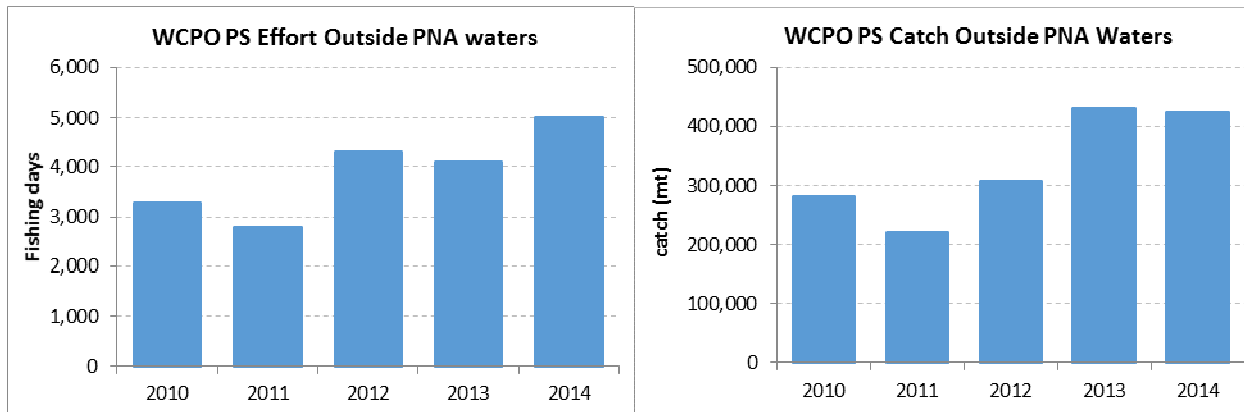 WCPO PS Effort Outside PNA waters
Fishing days
6,000
5,000
4,000
3,000
2,000
1,000
0
2010 2011 2012 2013 2014
WCPO PS Catch Outside PNA Waters
catch (mt)
500,000
400,000
300,000
200,000
100,000
0
2010 2011 2012 2013 2014